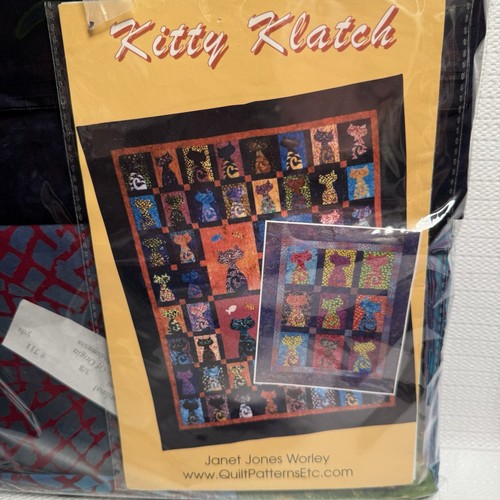 Kitty Klatch
Janet Jones Worley
www.QuiltPatternsEtc.com